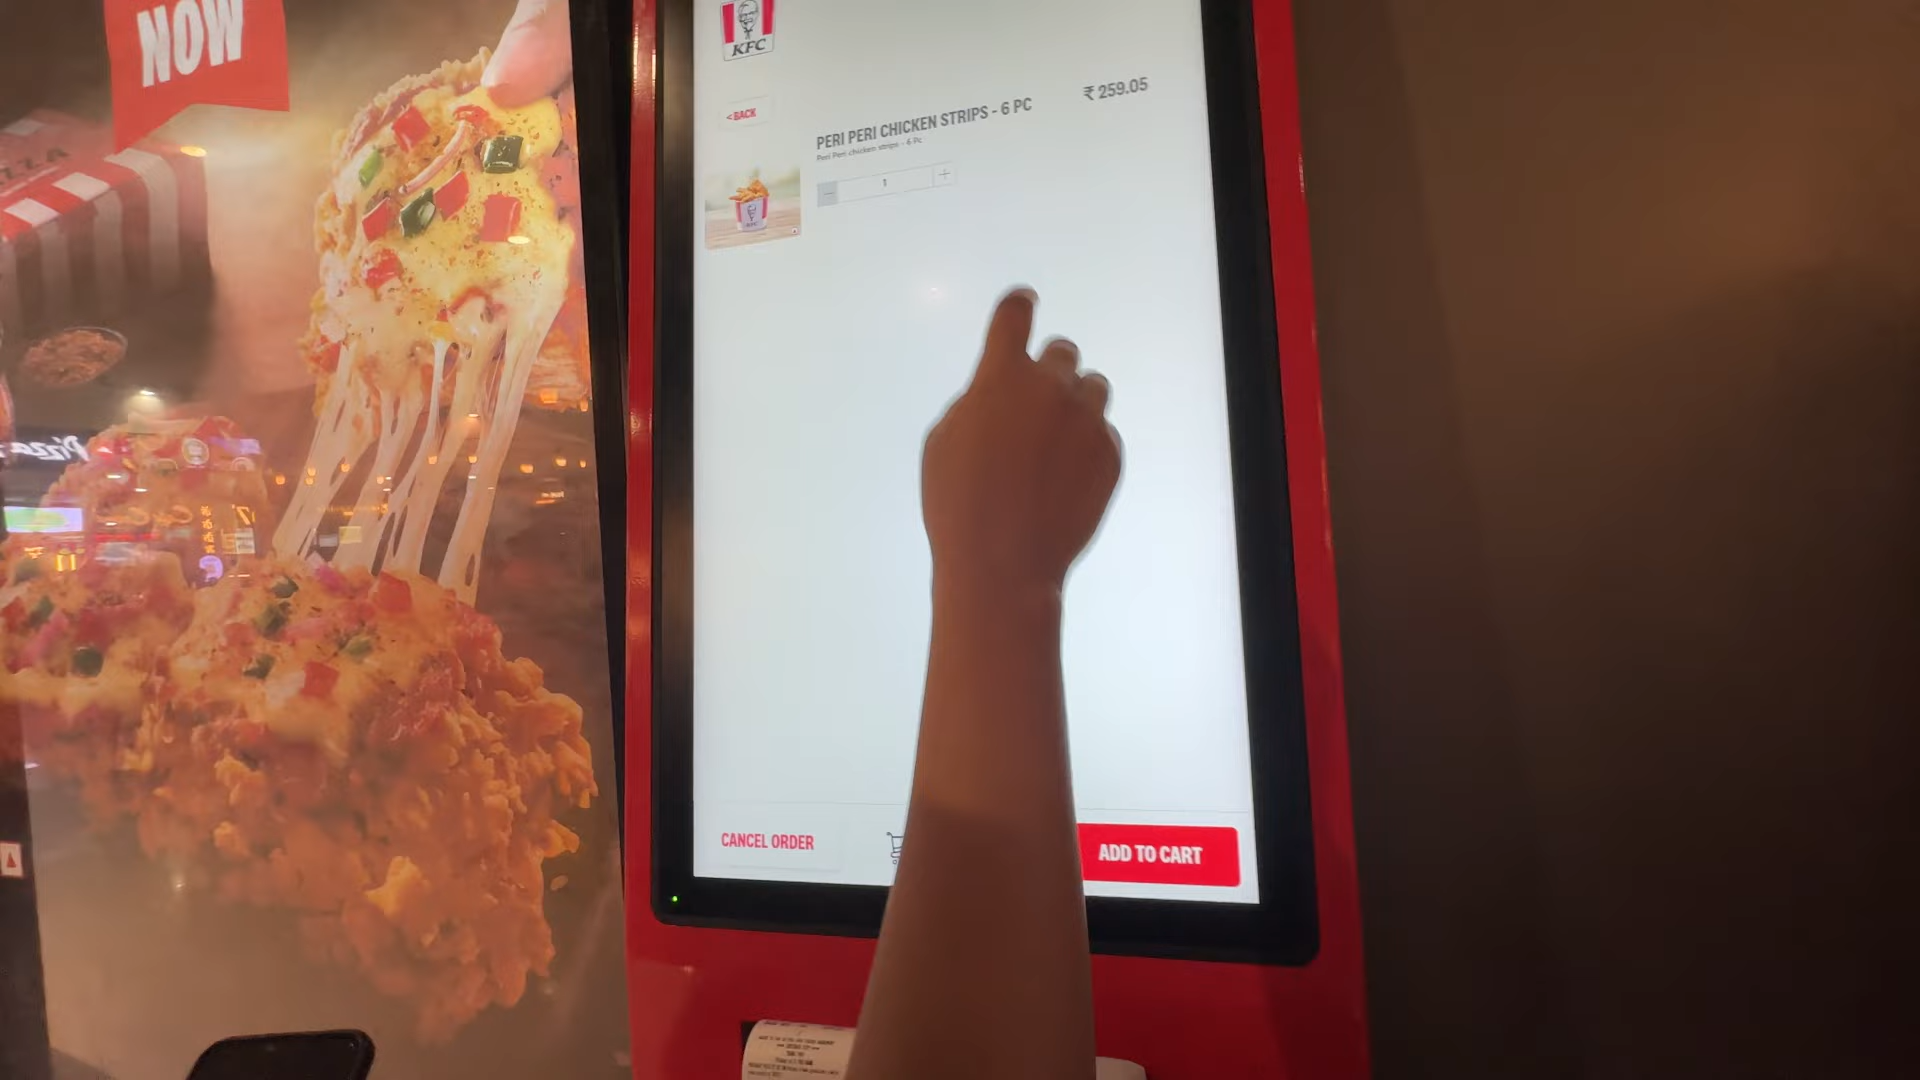 NOW
KFC
< BACK
PERI PERI CHICKEN STRIPS - 6 PC
₹ 259.05
Peri Peri chicken strips - 6 Pc
− 1 +
CANCEL ORDER
ADD TO CART